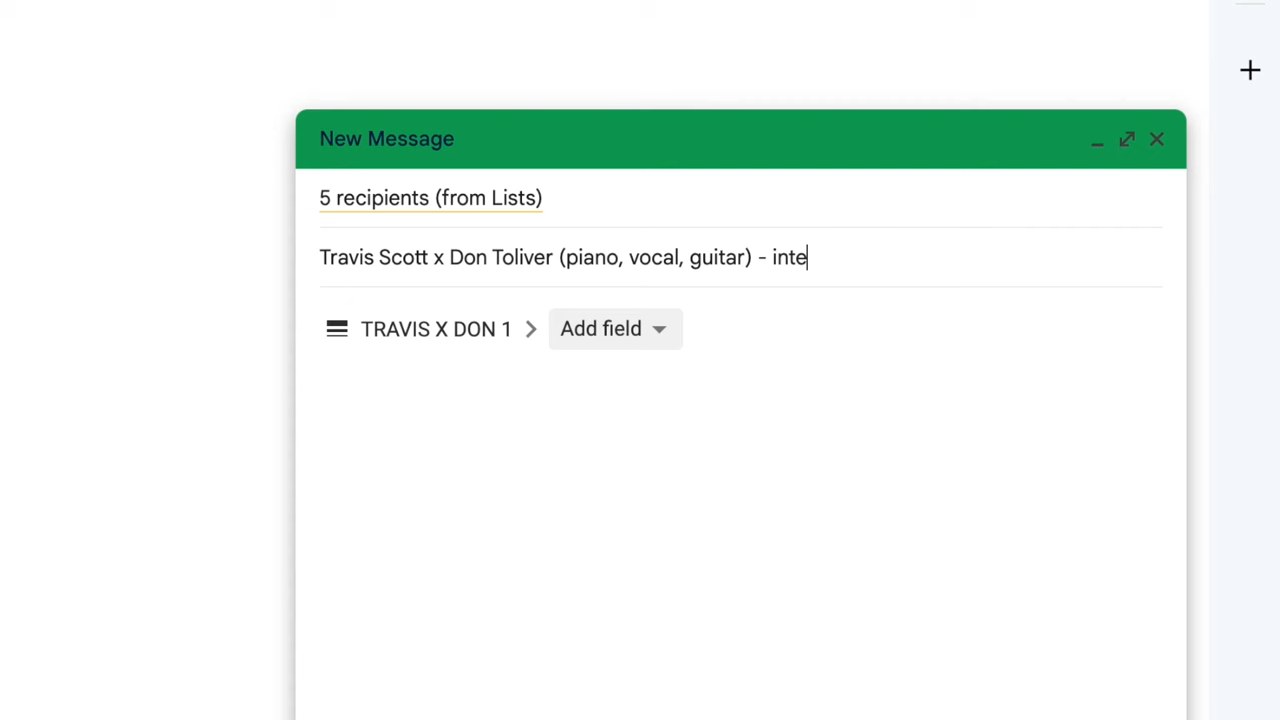 New Message
5 recipients (from Lists)
Travis Scott x Don Toliver (piano, vocal, guitar) - inte
TRAVIS X DON 1 Add field